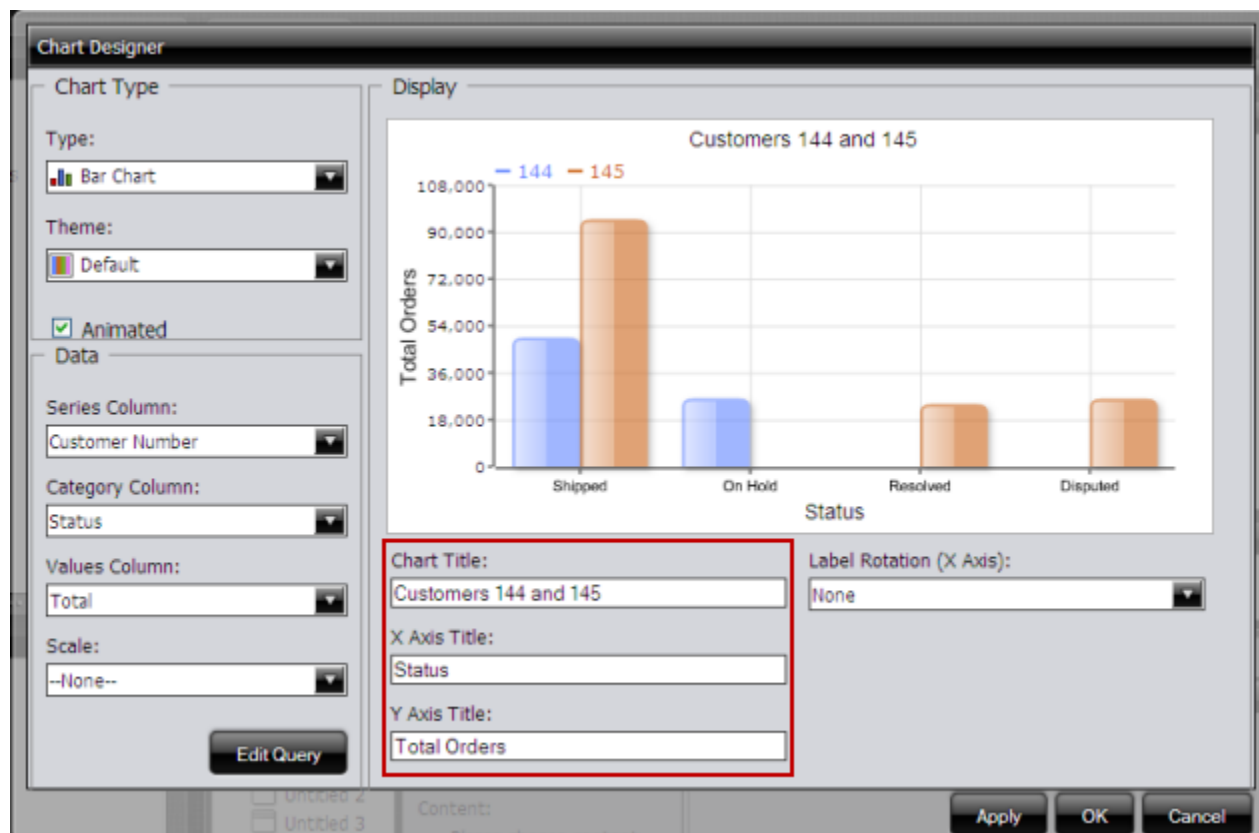 Chart Designer
Chart Type
Type:
Bar Chart
Theme:
Default
Animated
Data
Series Column:
Customer Number
Category Column:
Status
Values Column:
Total
Scale:
--None--
Edit Query
Display
Customers 144 and 145
144 145
108,000
90,000
72,000
54,000
36,000
18,000
0
Total Orders
Shipped On Hold Resolved Disputed
Status
Chart Title:
Customers 144 and 145
X Axis Title:
Status
Y Axis Title:
Total Orders
Label Rotation (X Axis):
None
Untitled 2
Untitled 3
Content:
Apply OK Cancel